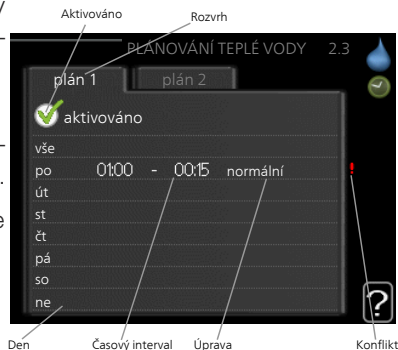 Aktivováno
Rozvrh
y
PLÁNOVÁNÍ TEPLÉ VODY 2.3
plán 1 plán 2
aktivováno
vše
po 01:00 - 00:15 normální !
út
st
čt
pá
so
ne
?
e
Den Časový interval Úprava Konflikt